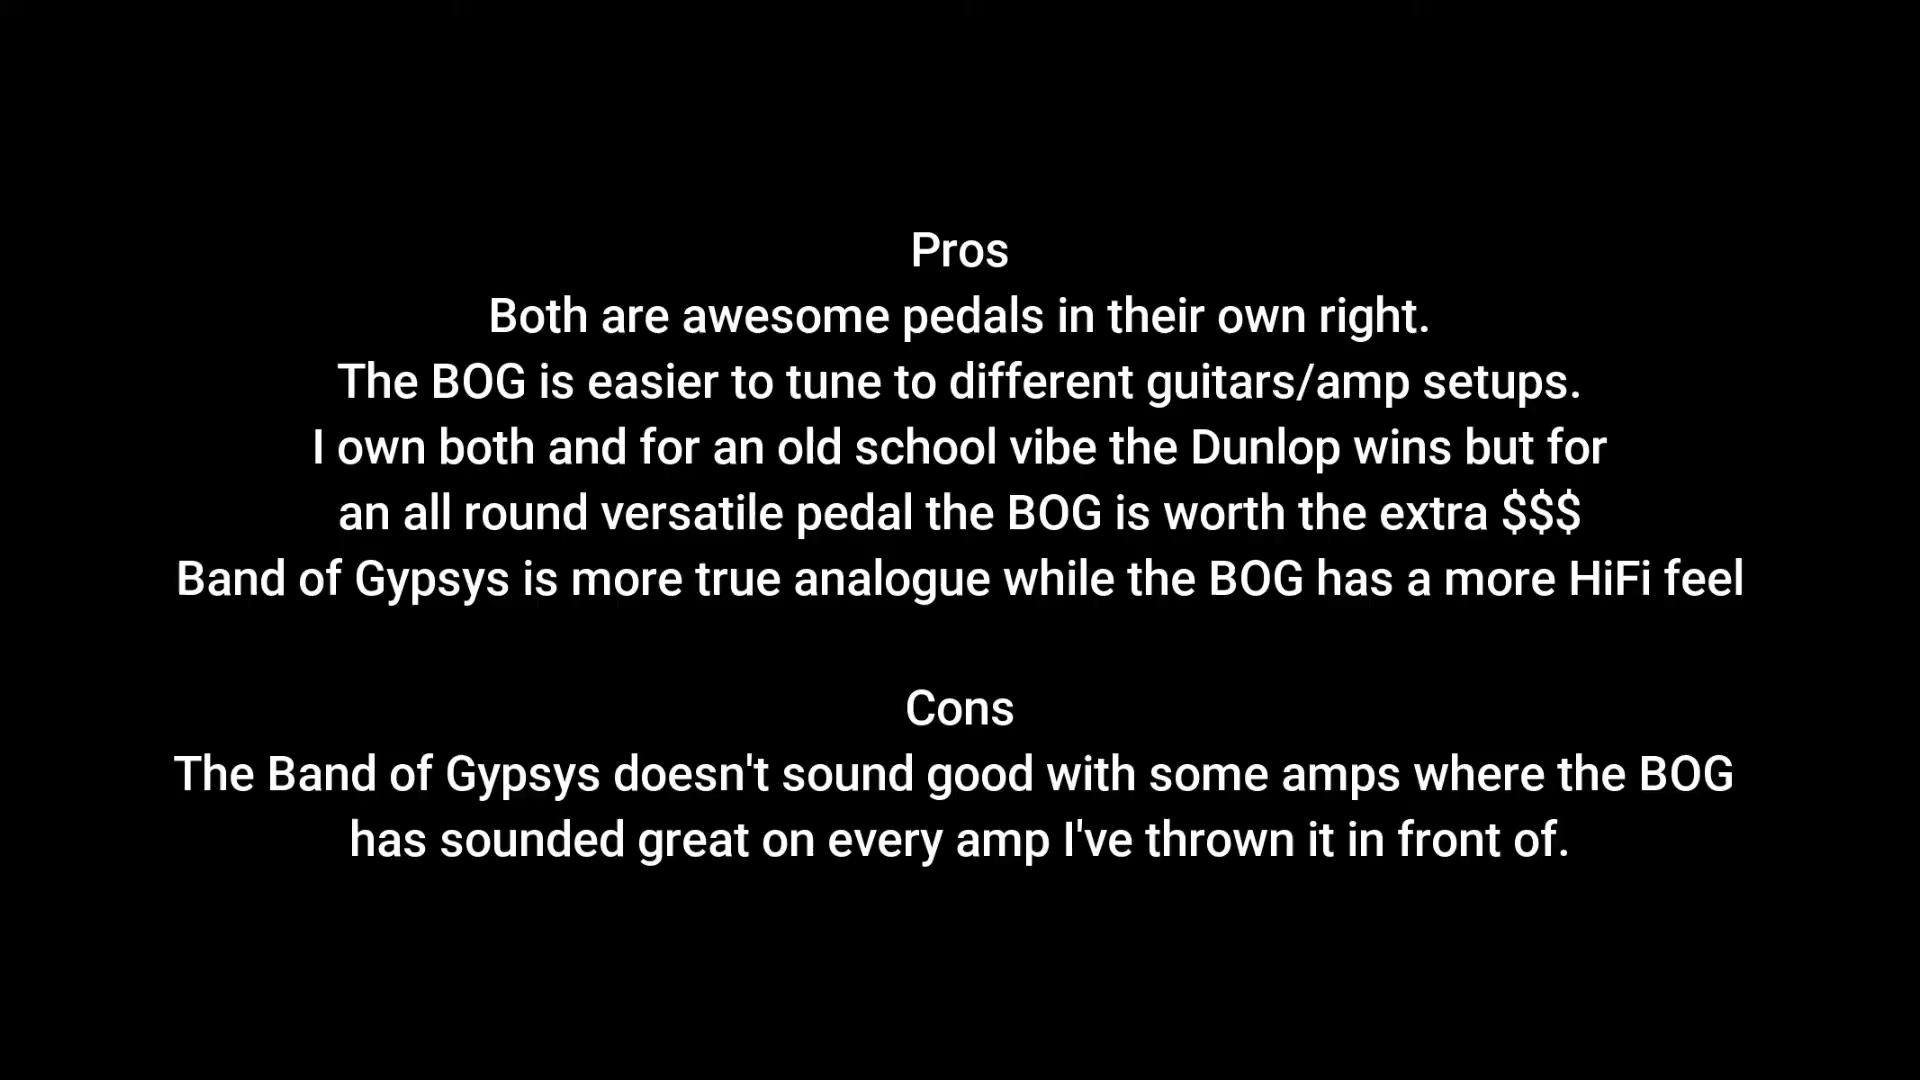 Pros
Both are awesome pedals in their own right.
The BOG is easier to tune to different guitars/amp setups.
I own both and for an old school vibe the Dunlop wins but for
an all round versatile pedal the BOG is worth the extra $$$
Band of Gypsys is more true analogue while the BOG has a more HiFi feel
Cons
The Band of Gypsys doesn't sound good with some amps where the BOG
has sounded great on every amp I've thrown it in front of.